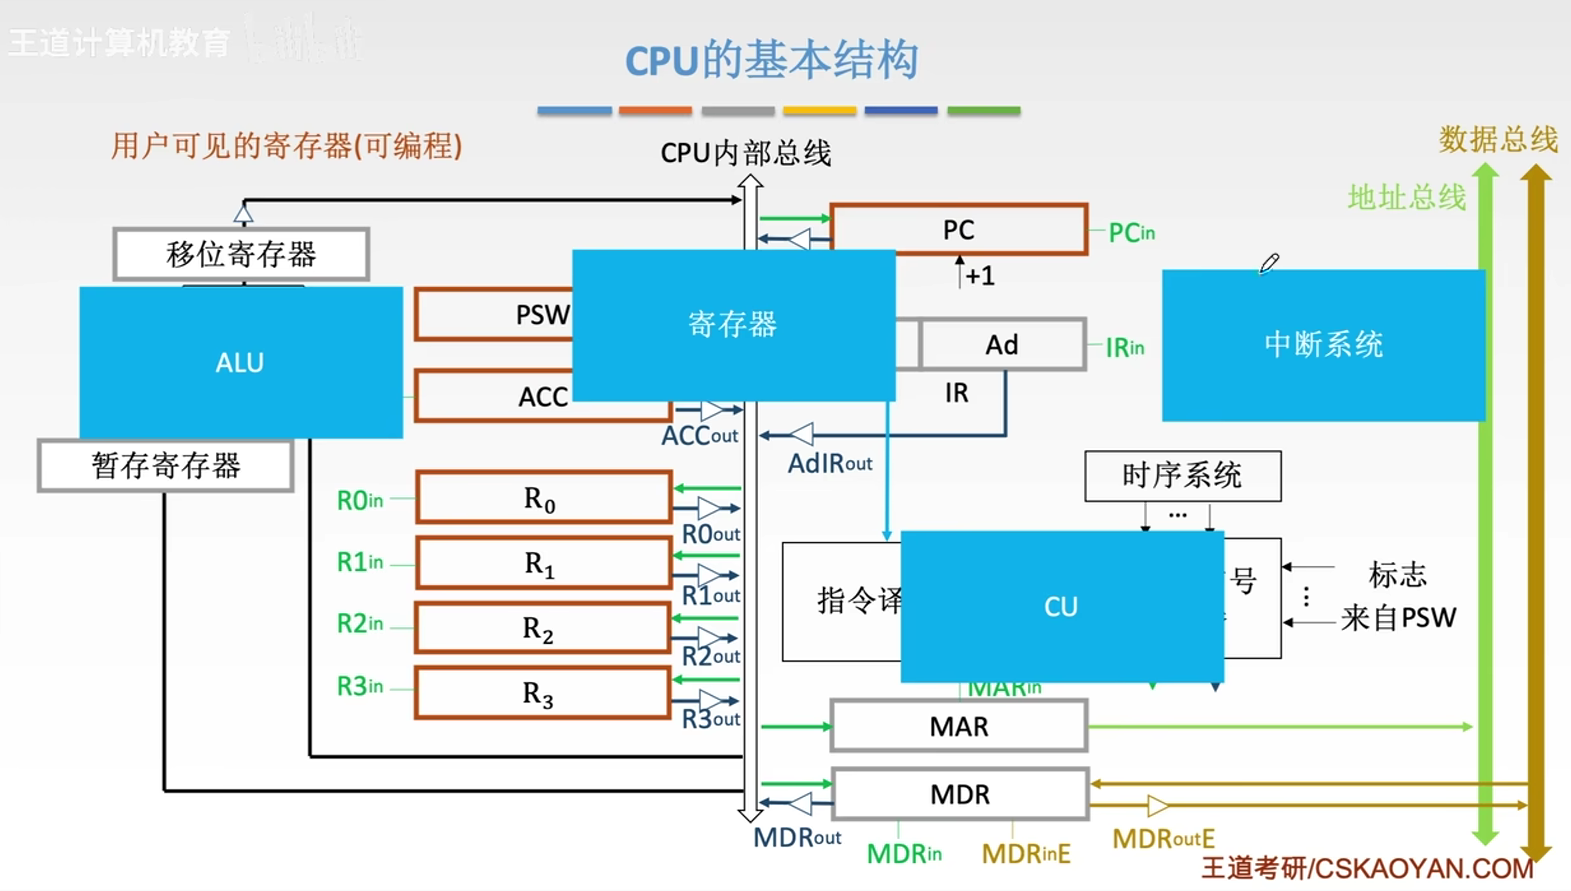 王道计算机教育
CPU的基本结构
用户可见的寄存器(可编程)
CPU内部总线
数据总线
地址总线
移位寄存器
PC
PCin
+1
PSW
寄存器
ALU
中断系统
Ad
IRin
ACC
IR
ACCout
AdIRout
暂存寄存器
时序系统
...
R0in
R0
R0out
R1in
R1
R1out
指令译
CU
号
标志
来自PSW
R2in
R2
R2out
R3in
R3
R3out
MARin
MAR
MDR
MDRout
MDRin
MDRinE
MDRoutE
王道考研/CSKAOYAN.COM